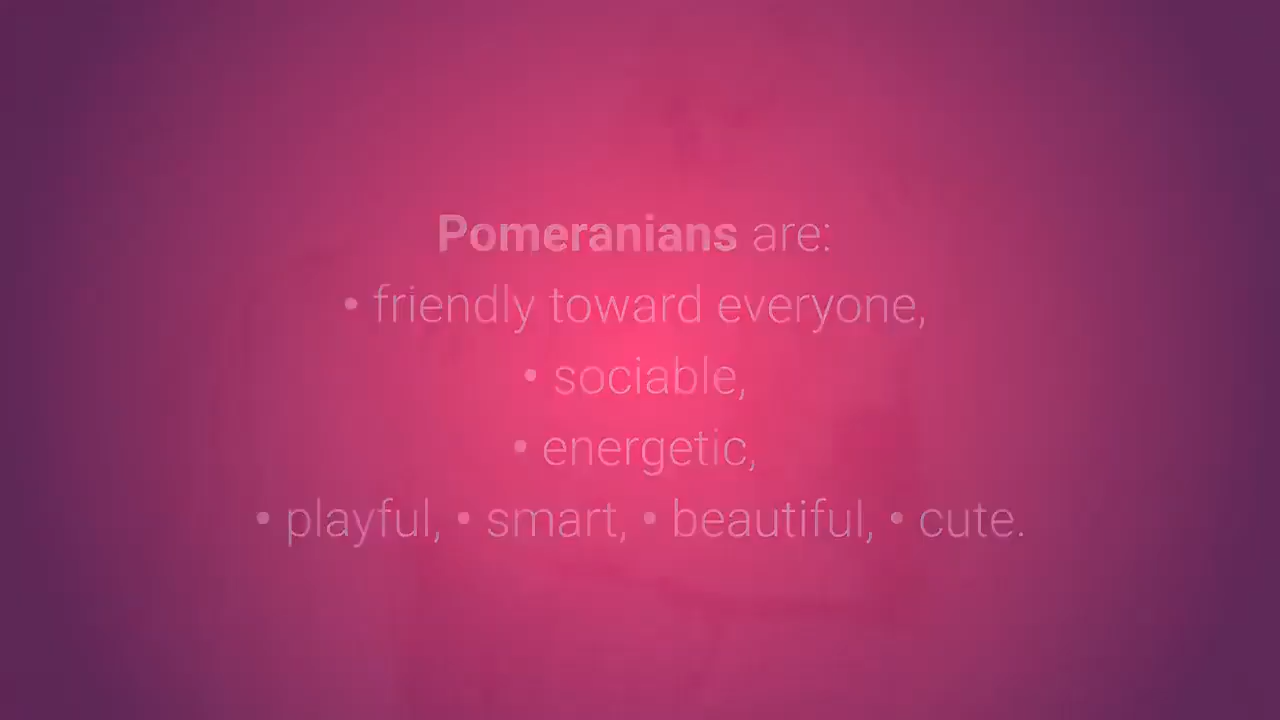 Pomeranians are:
• friendly toward everyone,
• sociable,
• energetic,
• playful, • smart, • beautiful, • cute.